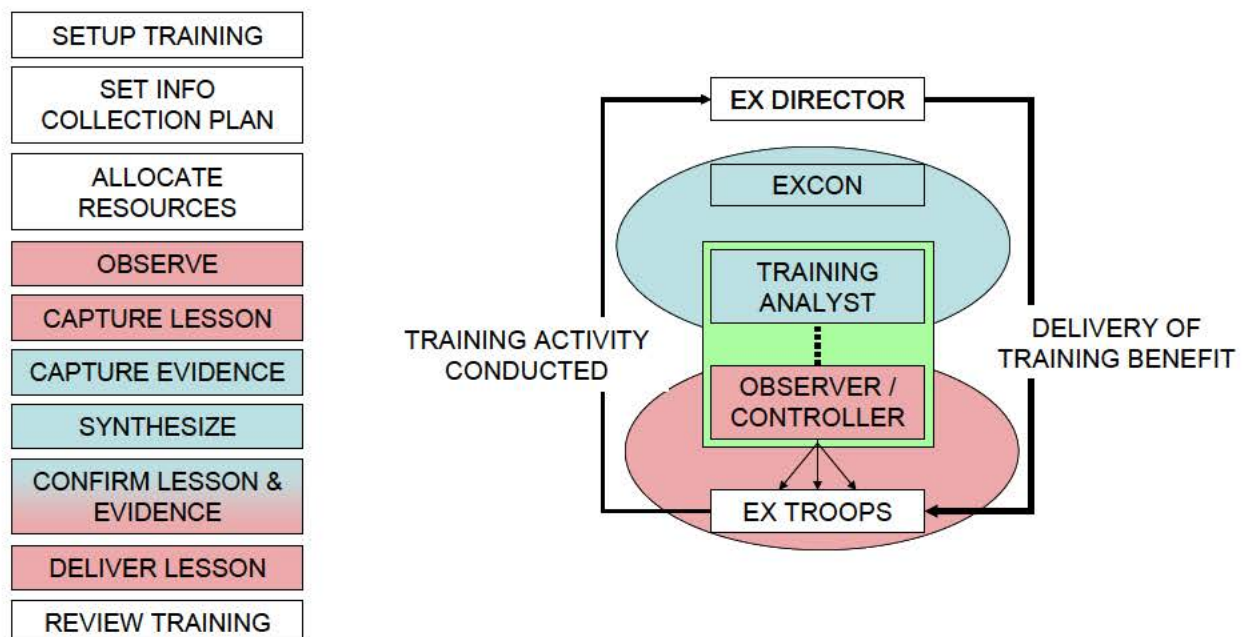 SETUP TRAINING
SET INFO
COLLECTION PLAN
ALLOCATE
RESOURCES
OBSERVE
CAPTURE LESSON
CAPTURE EVIDENCE
SYNTHESIZE
CONFIRM LESSON &
EVIDENCE
DELIVER LESSON
REVIEW TRAINING
EX DIRECTOR
EXCON
TRAINING
ANALYST
TRAINING ACTIVITY
CONDUCTED
DELIVERY OF
TRAINING BENEFIT
OBSERVER /
CONTROLLER
EX TROOPS